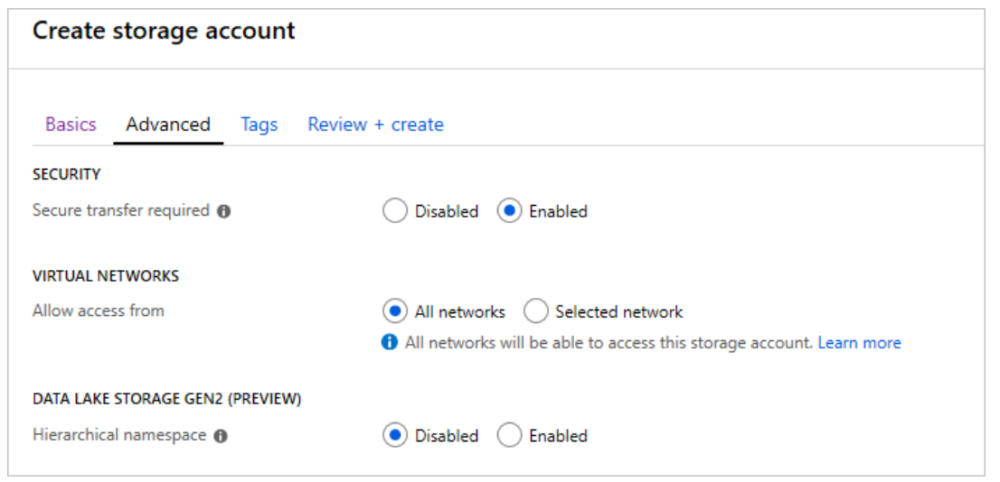 Create storage account
Basics Advanced Tags Review + create
SECURITY
Secure transfer required Disabled Enabled
VIRTUAL NETWORKS
Allow access from All networks Selected network
All networks will be able to access this storage account. Learn more
DATA LAKE STORAGE GEN2 (PREVIEW)
Hierarchical namespace Disabled Enabled